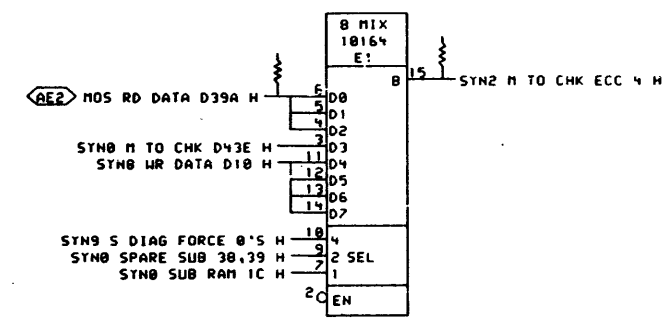 8 MIX
10164
E!
B 15 SYN2 M TO CHK ECC 4 H
AE2 MOS RD DATA D39A H 6 D0
5 D1
4 D2
SYN0 M TO CHK D43E H 3 D3
SYN8 WR DATA D10 H 11 D4
12 D5
13 D6
14 D7
SYN9 S DIAG FORCE 0'S H 10 4
SYN0 SPARE SUB 38,39 H 9 2 SEL
SYN0 SUB RAM 1C H 7 1
2 EN